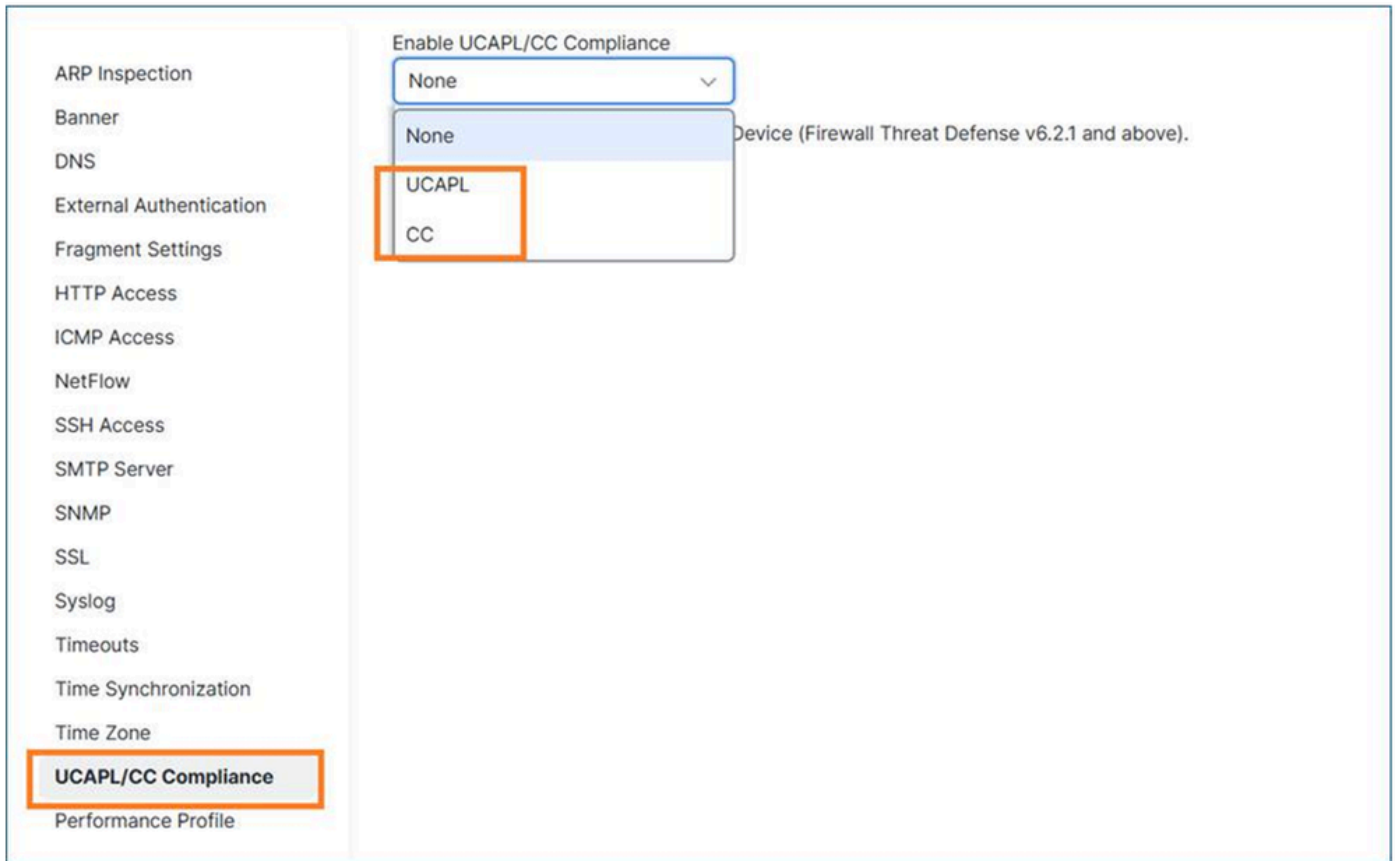 ARP Inspection
Banner
DNS
External Authentication
Fragment Settings
HTTP Access
ICMP Access
NetFlow
SSH Access
SMTP Server
SNMP
SSL
Syslog
Timeouts
Time Synchronization
Time Zone
UCAPL/CC Compliance
Performance Profile
Enable UCAPL/CC Compliance
None
None
Device (Firewall Threat Defense v6.2.1 and above).
UCAPL
CC